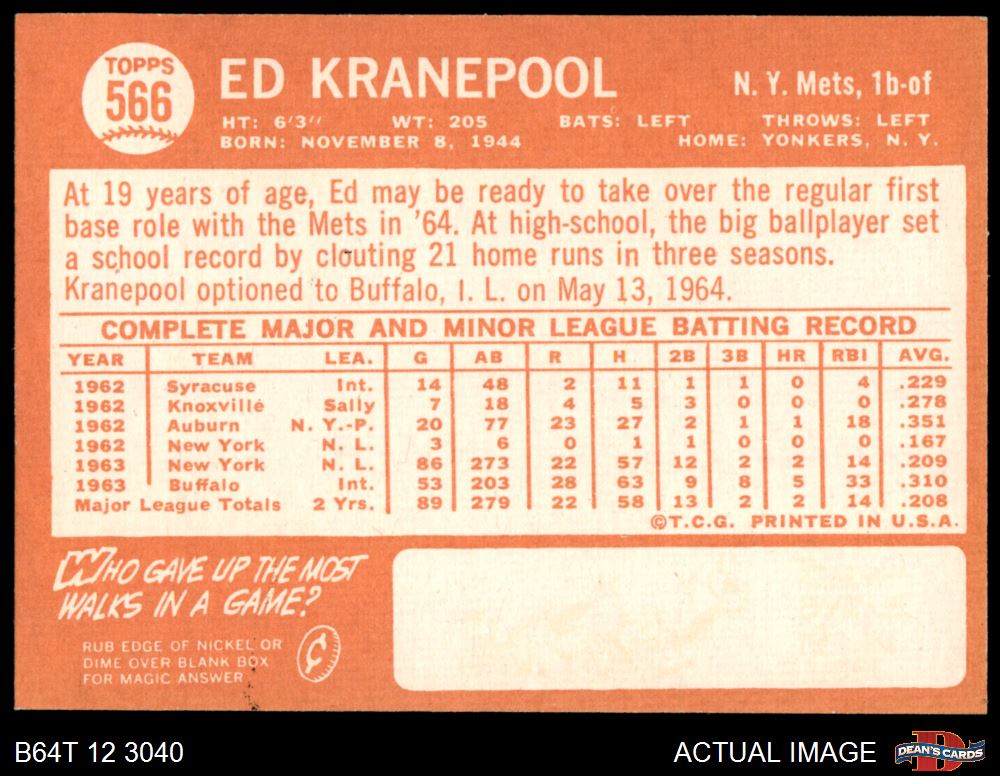 TOPPS
566
ED KRANEPOOL
N. Y. Mets, 1b-of
HT: 6'3" WT: 205 BATS: LEFT THROWS: LEFT
BORN: NOVEMBER 8, 1944 HOME: YONKERS, N. Y.
At 19 years of age, Ed may be ready to take over the regular first
base role with the Mets in '64. At high-school, the big ballplayer set
a school record by clouting 21 home runs in three seasons.
Kranepool optioned to Buffalo, I. L. on May 13, 1964.
COMPLETE MAJOR AND MINOR LEAGUE BATTING RECORD
YEAR TEAM LEA. G AB R H 2B 3B HR RBI AVG.
1962 Syracuse Int. 14 48 2 11 1 1 0 4 .229
1962 Knoxville Sally 7 18 4 5 3 0 0 0 .278
1962 Auburn N. Y.-P. 20 77 23 27 2 1 1 18 .351
1962 New York N. L. 3 6 0 1 1 0 0 0 .167
1963 New York N. L. 86 273 22 57 12 2 2 14 .209
1963 Buffalo Int. 53 203 28 63 9 8 5 33 .310
Major League Totals 2 Yrs. 89 279 22 58 13 2 2 14 .208
©T.C.G. PRINTED IN U.S.A.
WHO GAVE UP THE MOST
WALKS IN A GAME?
RUB EDGE OF NICKEL OR
DIME OVER BLANK BOX
FOR MAGIC ANSWER
¢
B64T 12 3040
ACTUAL IMAGE
D
DEAN'S CARDS